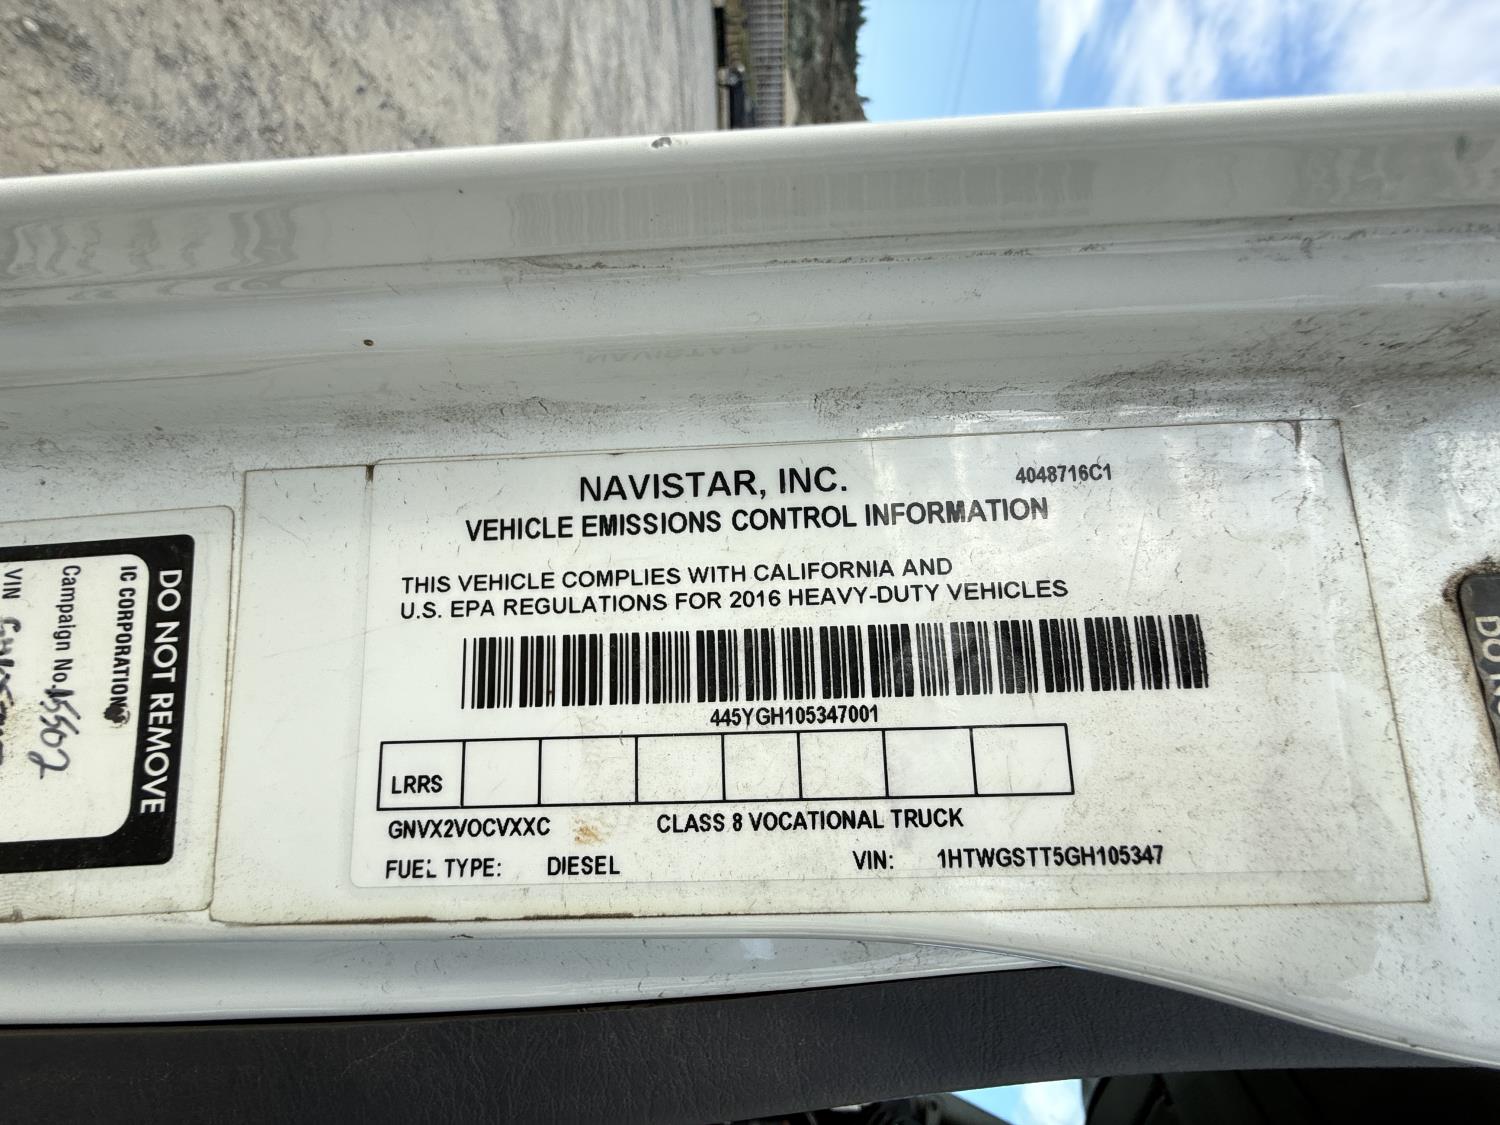 NAVISTAR, INC.
4048716C1
VEHICLE EMISSIONS CONTROL INFORMATION
THIS VEHICLE COMPLIES WITH CALIFORNIA AND
U.S. EPA REGULATIONS FOR 2016 HEAVY-DUTY VEHICLES
445YGH105347001
LRRS
GNVX2VOCVXXC
CLASS 8 VOCATIONAL TRUCK
FUEL TYPE: DIESEL
VIN: 1HTWGSTT5GH105347
DO NOT REMOVE
IC CORPORATION
Campaign No. 15502
VIN